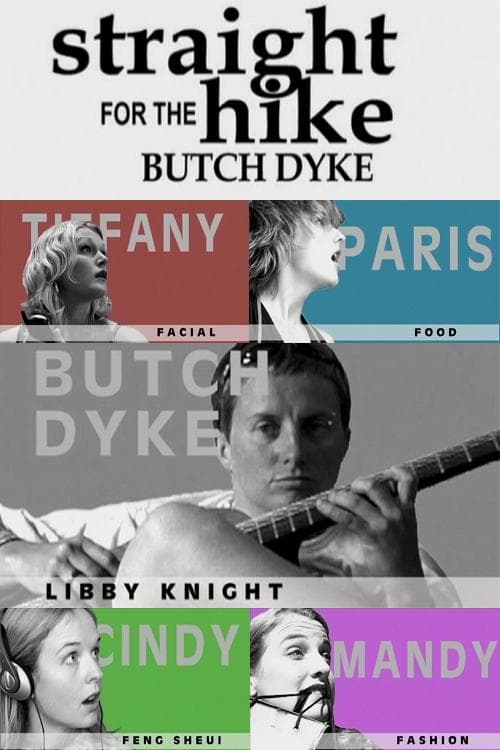 straight
FOR THE hike
BUTCH DYKE
TIFFANY
FACIAL
PARIS
FOOD
BUTCH
DYKE
LIBBY KNIGHT
CINDY
FENG SHEUI
MANDY
FASHION